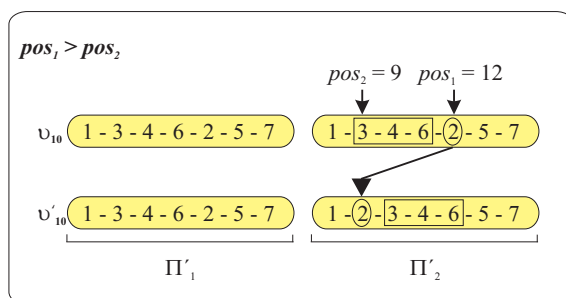 pos₁ > pos₂
pos₂ = 9 pos₁ = 12
υ₁₀ 1 - 3 - 4 - 6 - 2 - 5 - 7 1 - 3 - 4 - 6 - 2 - 5 - 7
υ′₁₀ 1 - 3 - 4 - 6 - 2 - 5 - 7 1 - 2 - 3 - 4 - 6 - 5 - 7
Π′₁ Π′₂